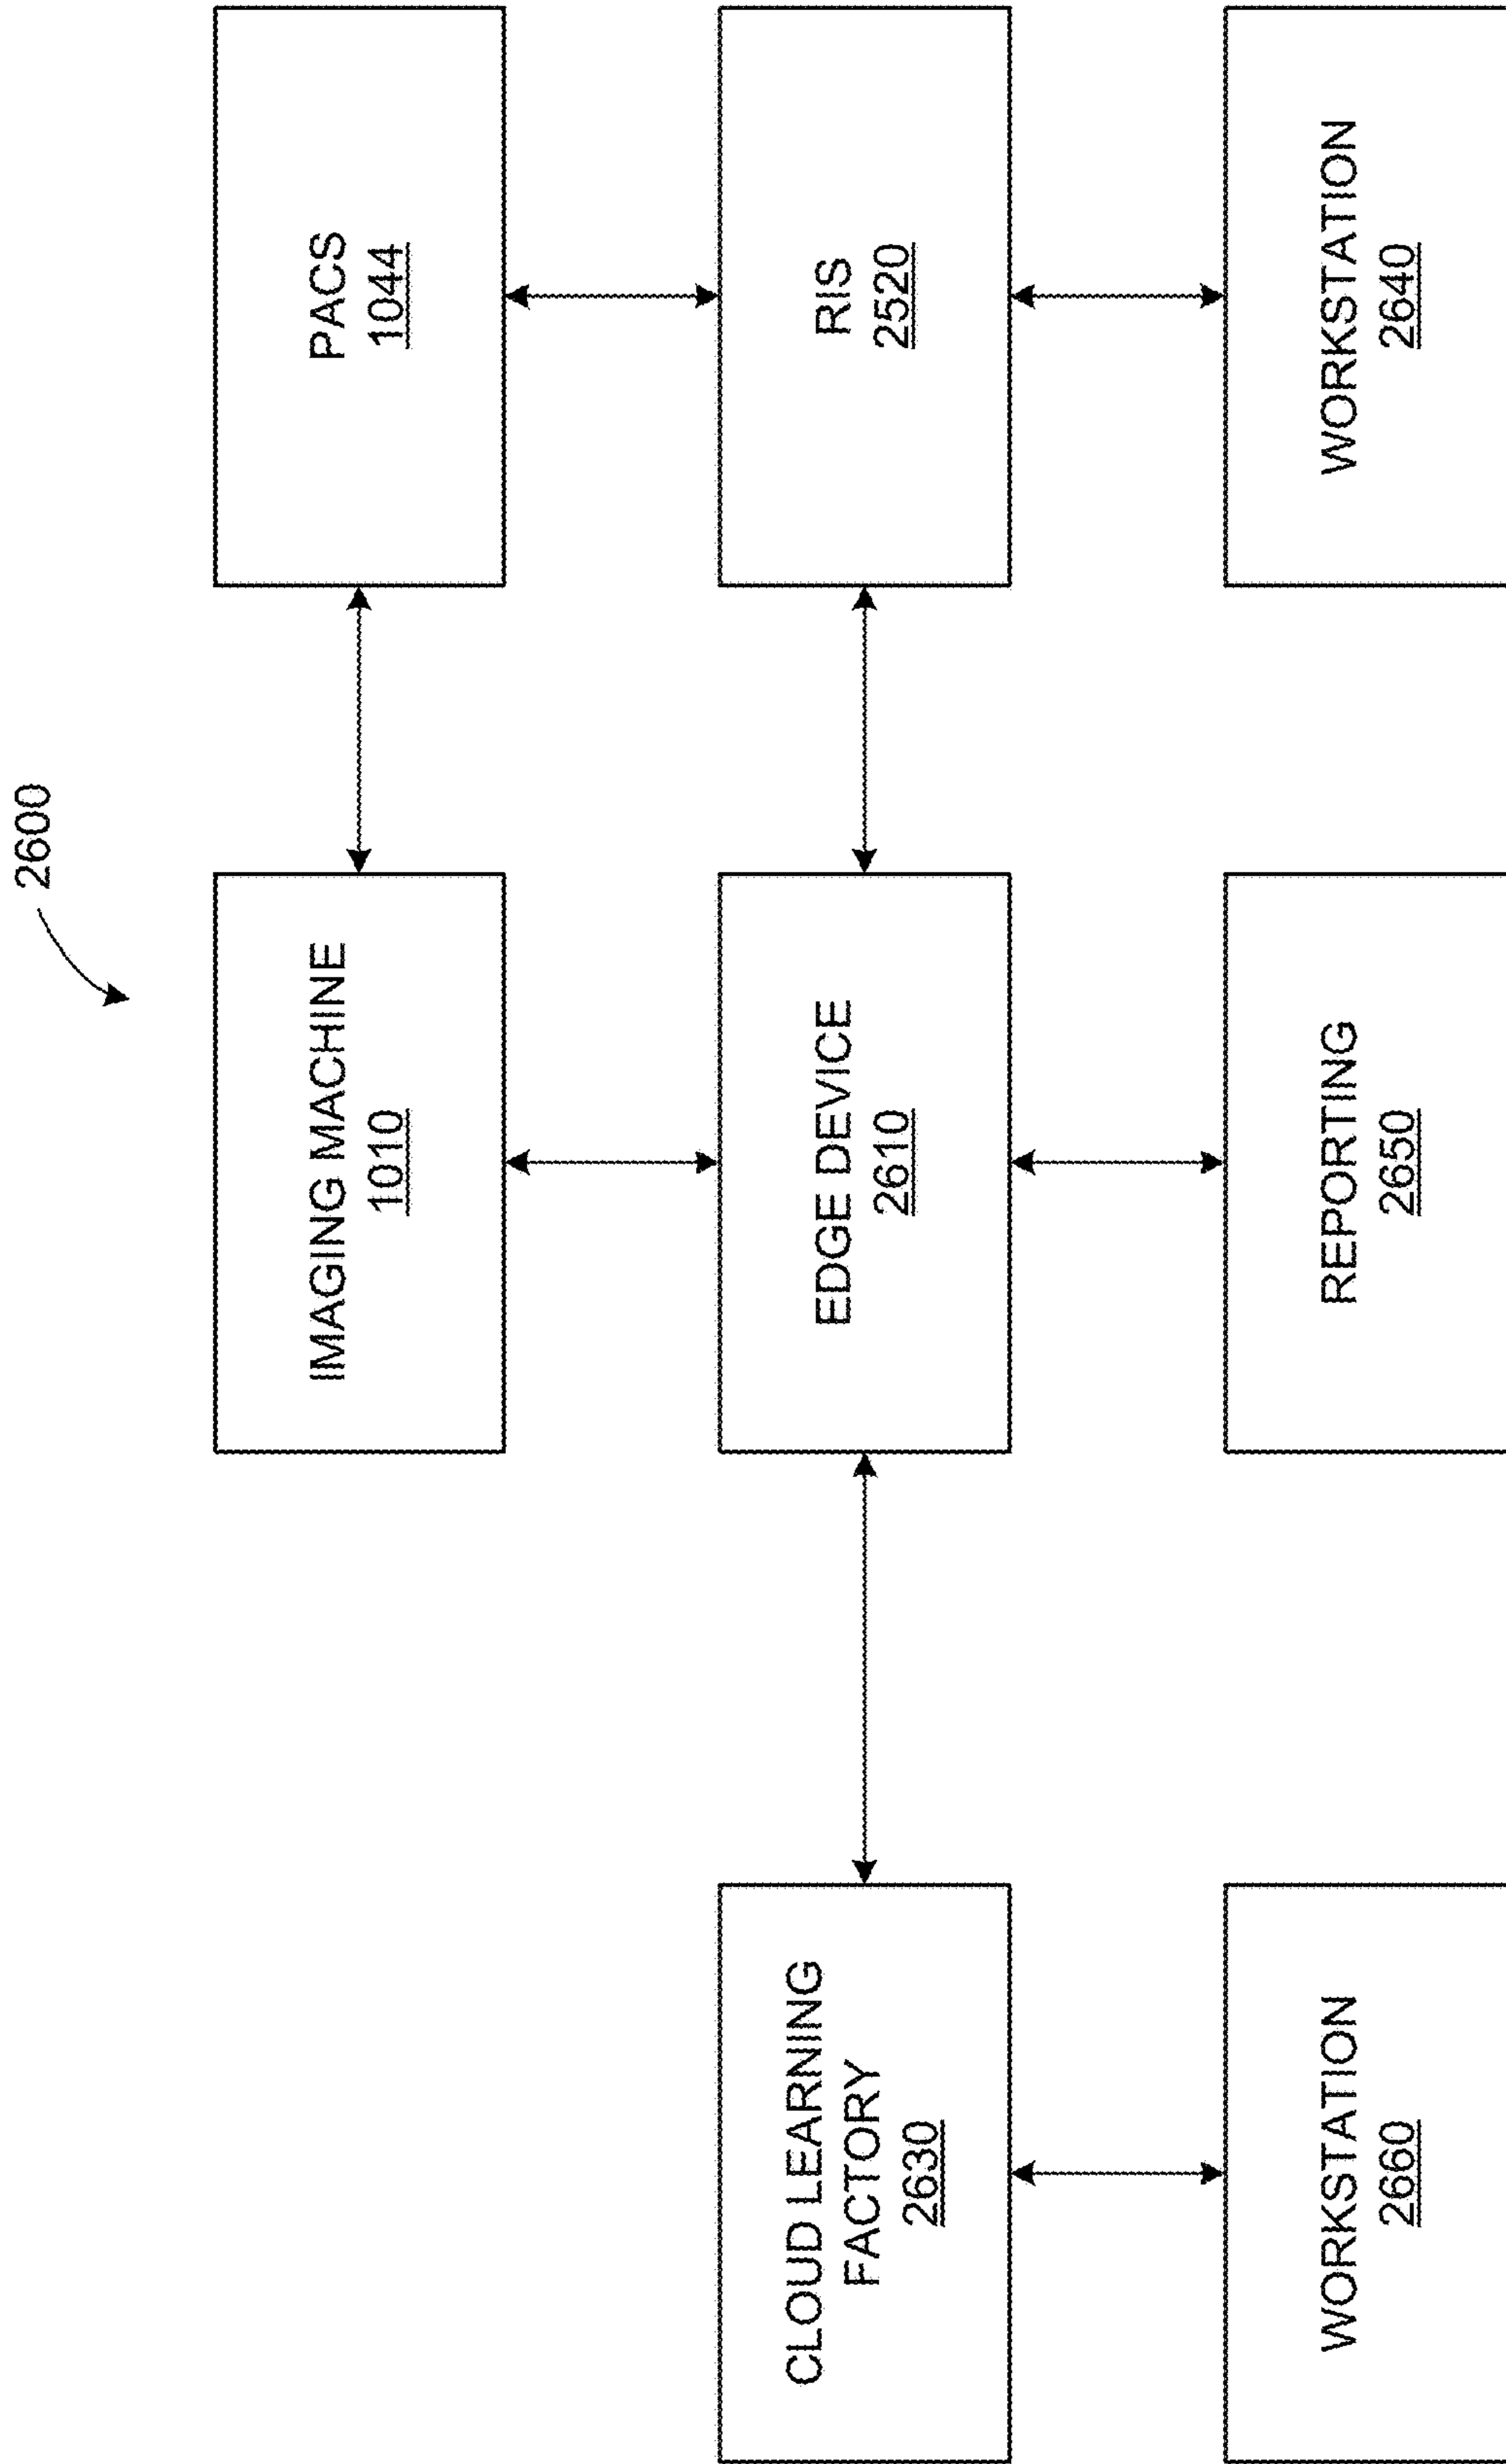 2600
IMAGING MACHINE
1010
PACS
1044
CLOUD LEARNING
FACTORY
2630
EDGE DEVICE
2610
RIS
2520
WORKSTATION
2660
REPORTING
2650
WORKSTATION
2640